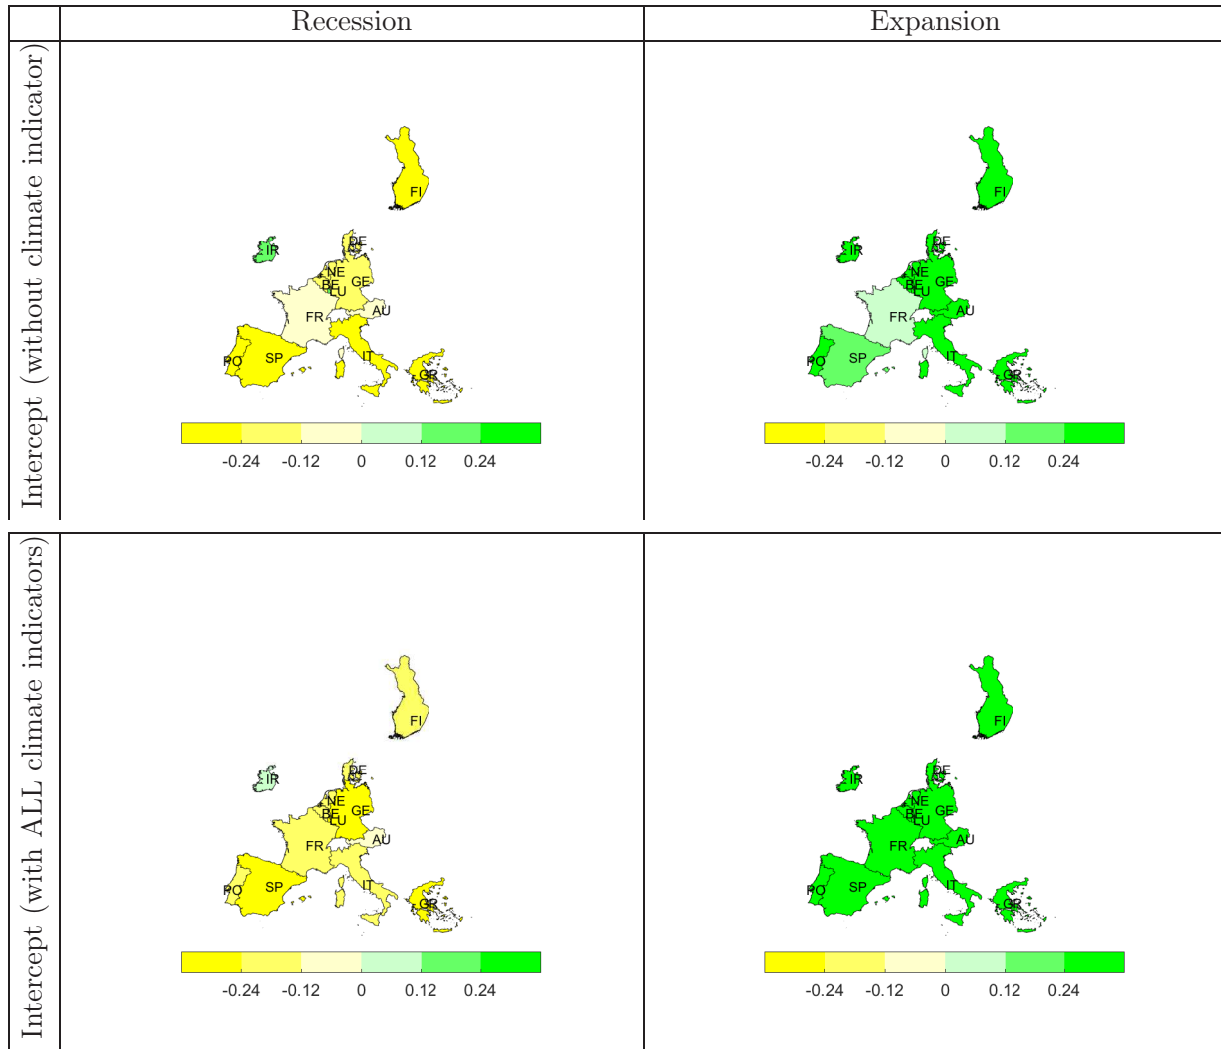 Recession
Expansion
Intercept (without climate indicator)
FI
IR
DE
NE
BE
GE
LU
FR
AU
PO
SP
IT
GR
-0.24 -0.12 0 0.12 0.24
FI
IR
DE
NE
BE
GE
LU
FR
AU
PO
SP
IT
GR
-0.24 -0.12 0 0.12 0.24
Intercept (with ALL climate indicators)
FI
IR
DE
NE
BE
GE
LU
FR
AU
PO
SP
IT
GR
-0.24 -0.12 0 0.12 0.24
FI
IR
DE
NE
BE
GE
LU
FR
AU
PO
SP
IT
GR
-0.24 -0.12 0 0.12 0.24